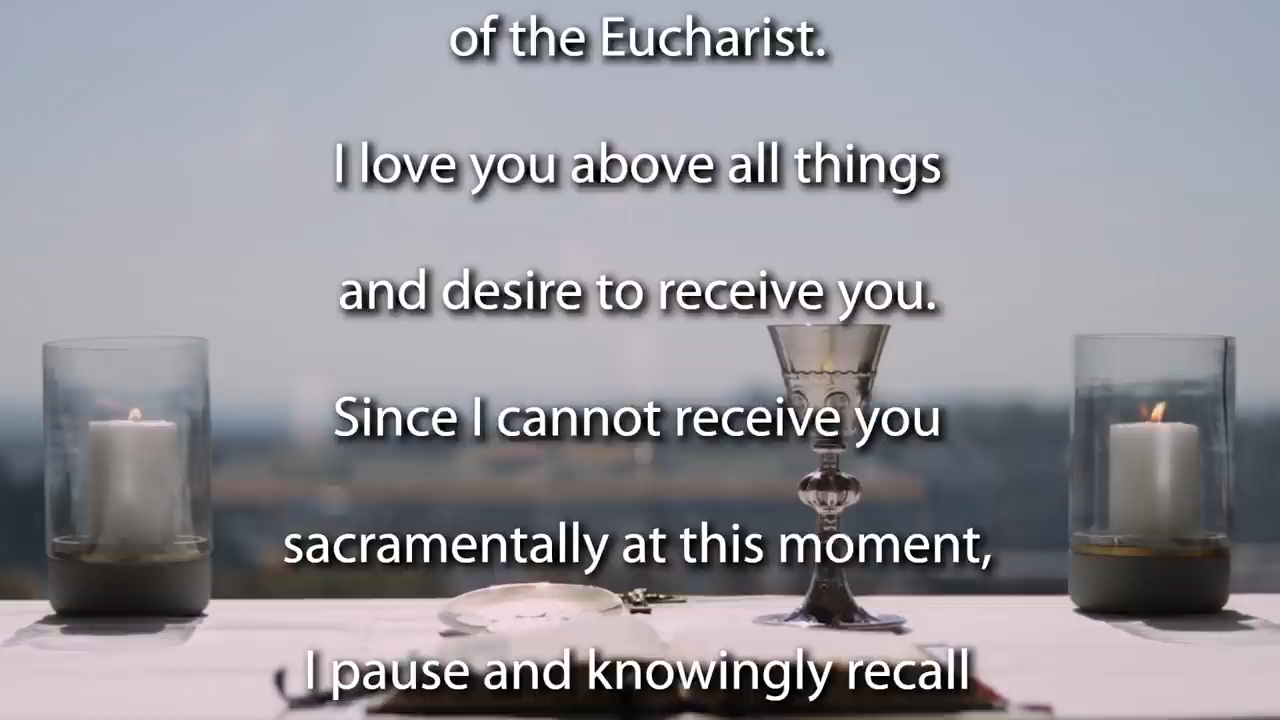 of the Eucharist.
I love you above all things
and desire to receive you.
Since I cannot receive you
sacramentally at this moment,
I pause and knowingly recall